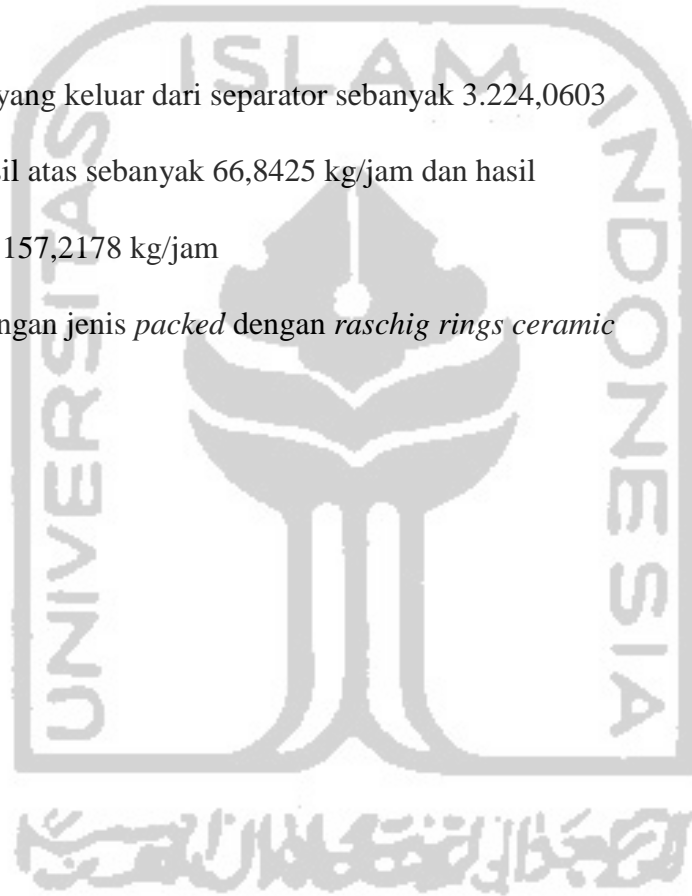 ISLAM
UNIVERSITAS
INDONESIA
yang keluar dari separator sebanyak 3.224,0603
sil atas sebanyak 66,8425 kg/jam dan hasil
157,2178 kg/jam
ngan jenis packed dengan raschig rings ceramic